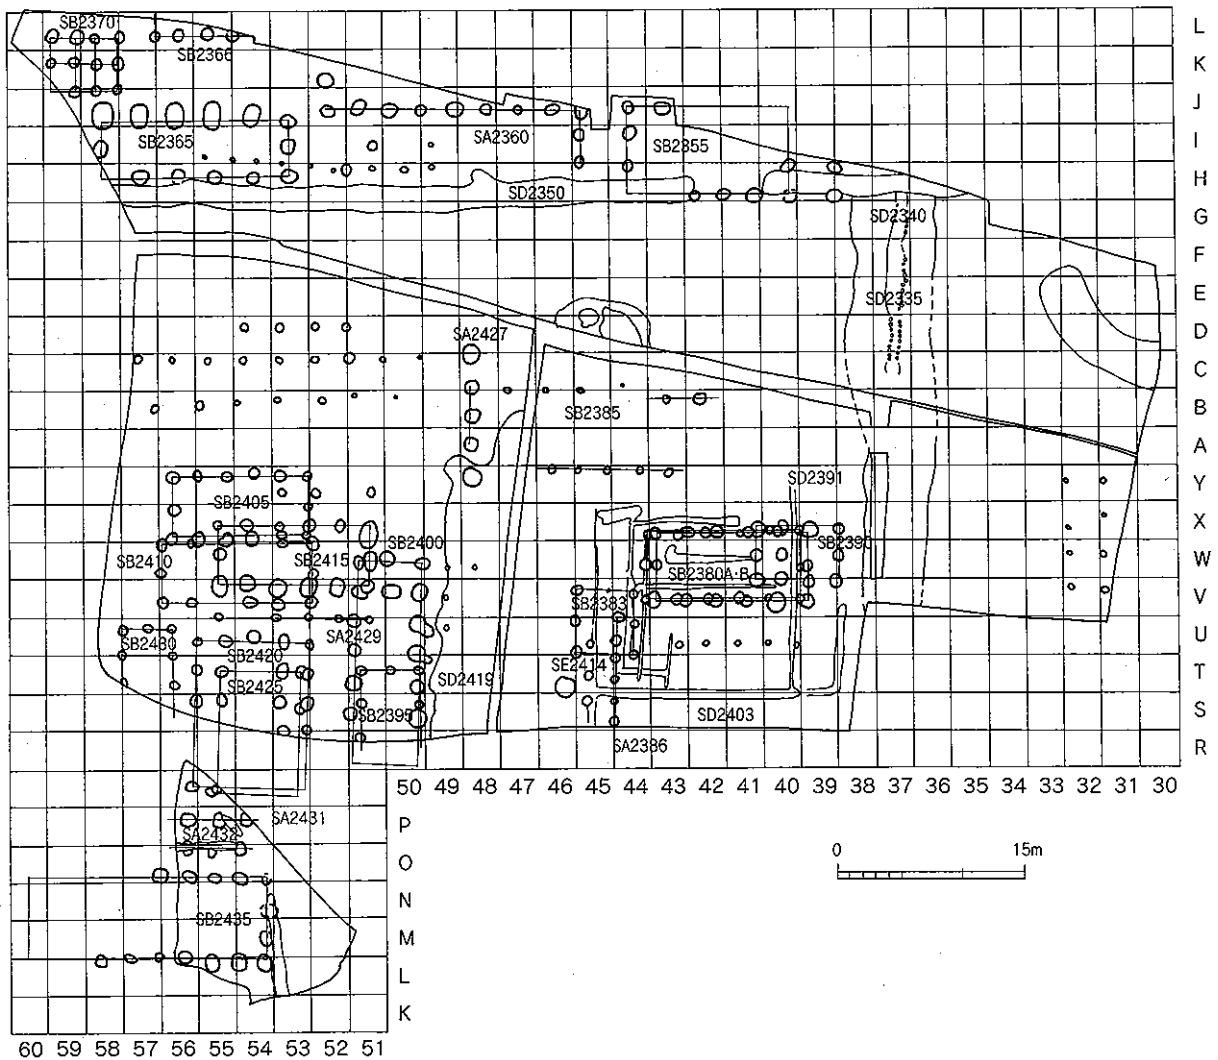 SB2370
L
SB2366
K
J
SB2365
SA2360
SB2355
I
SD2350
H
SD2340
G
F
SD2335
E
SA2427
D
C
SB2385
B
A
SB2405
SD2391
Y
X
SB2410
SB2415
SB2400
SB2380A·B
SB2390
W
SB2383
V
SB2430
SB2420
SA2429
U
SE2414
SB2425
SD2419
T
SB2395
SD2403
S
SA2386
R
50 49 48 47 46 45 44 43 42 41 40 39 38 37 36 35 34 33 32 31 30
SA2431
P
SA2432
O
0 15m
N
SB2435
M
L
K
60 59 58 57 56 55 54 53 52 51